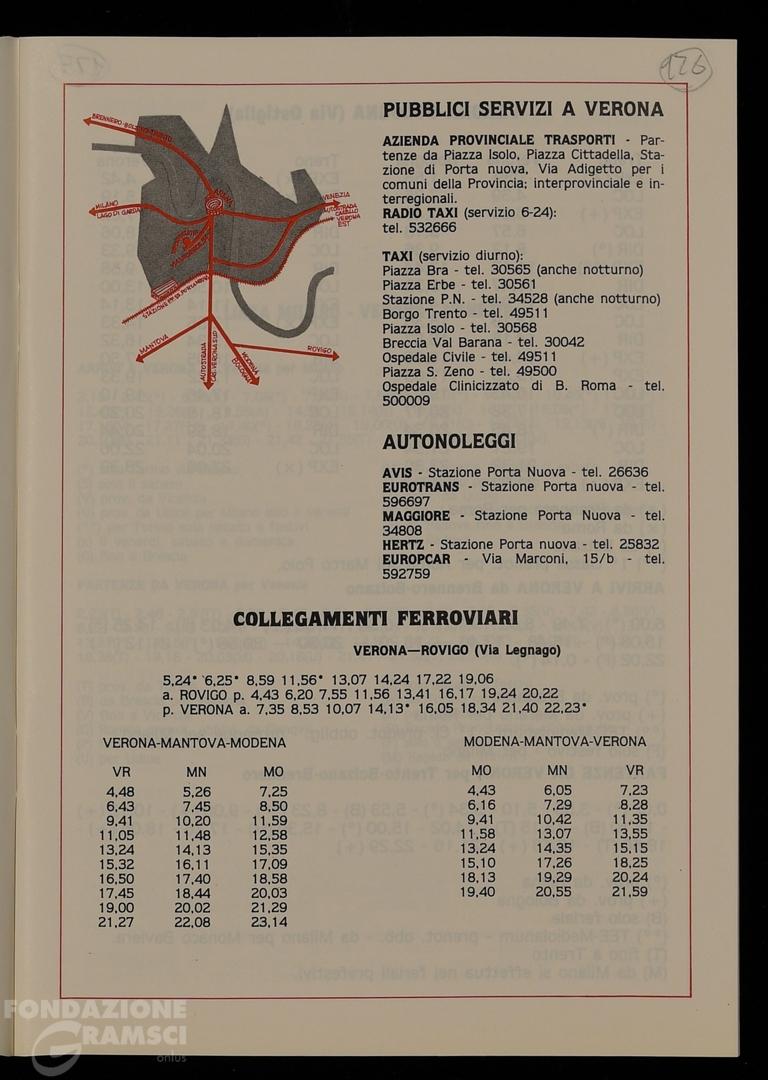 126
PUBBLICI SERVIZI A VERONA
AZIENDA PROVINCIALE TRASPORTI - Par-
tenze da Piazza Isolo, Piazza Cittadella, Sta-
zione di Porta nuova, Via Adigetto per i
comuni della Provincia; interprovinciale e in-
terregionali.
RADIO TAXI (servizio 6-24):
tel. 532666
TAXI (servizio diurno):
Piazza Bra - tel. 30565 (anche notturno)
Piazza Erbe - tel. 30561
Stazione P.N. - tel. 34528 (anche notturno)
Borgo Trento - tel. 49511
Piazza Isolo - tel. 30568
Breccia Val Barana - tel. 30042
Ospedale Civile - tel. 49511
Piazza S. Zeno - tel. 49500
Ospedale Clinicizzato di B. Roma - tel.
500009
AUTONOLEGGI
AVIS - Stazione Porta Nuova - tel. 26636
EUROTRANS - Stazione Porta nuova - tel.
596697
MAGGIORE - Stazione Porta Nuova - tel.
34808
HERTZ - Stazione Porta nuova - tel. 25832
EUROPCAR - Via Marconi, 15/b - tel.
592759
BRENNERO-BOLZANO-TRENTO
MILANO
LAGO DI GARDA
ARENA
VENEZIA
AUTOSTRADA
CASELLO
VERONA
EST
MANTOVA
AUTOSTRADA
CAS. VERONA SUD
MODENA
BOLOGNA
ROVIGO
COLLEGAMENTI FERROVIARI
VERONA—ROVIGO (Via Legnago)
5,24* 6,25* 8,59 11,56* 13,07 14,24 17,22 19,06
a. ROVIGO p. 4,43 6,20 7,55 11,56 13,41 16,17 19,24 20,22
p. VERONA a. 7,35 8,53 10,07 14,13* 16,05 18,34 21,40 22,23*
VERONA-MANTOVA-MODENA
VR MN MO
4,48 5,26 7,25
6,43 7,45 8,50
9,41 10,20 11,59
11,05 11,48 12,58
13,24 14,13 15,35
15,32 16,11 17,09
16,50 17,40 18,58
17,45 18,44 20,03
19,00 20,02 21,29
21,27 22,08 23,14
MODENA-MANTOVA-VERONA
MO MN VR
4,43 6,05 7,23
6,16 7,29 8,28
9,41 10,42 11,35
11,58 13,07 13,55
13,24 14,35 15,15
15,10 17,26 18,25
18,13 19,29 20,24
19,40 20,55 21,59
FONDAZIONE
GRAMSCI
onlus